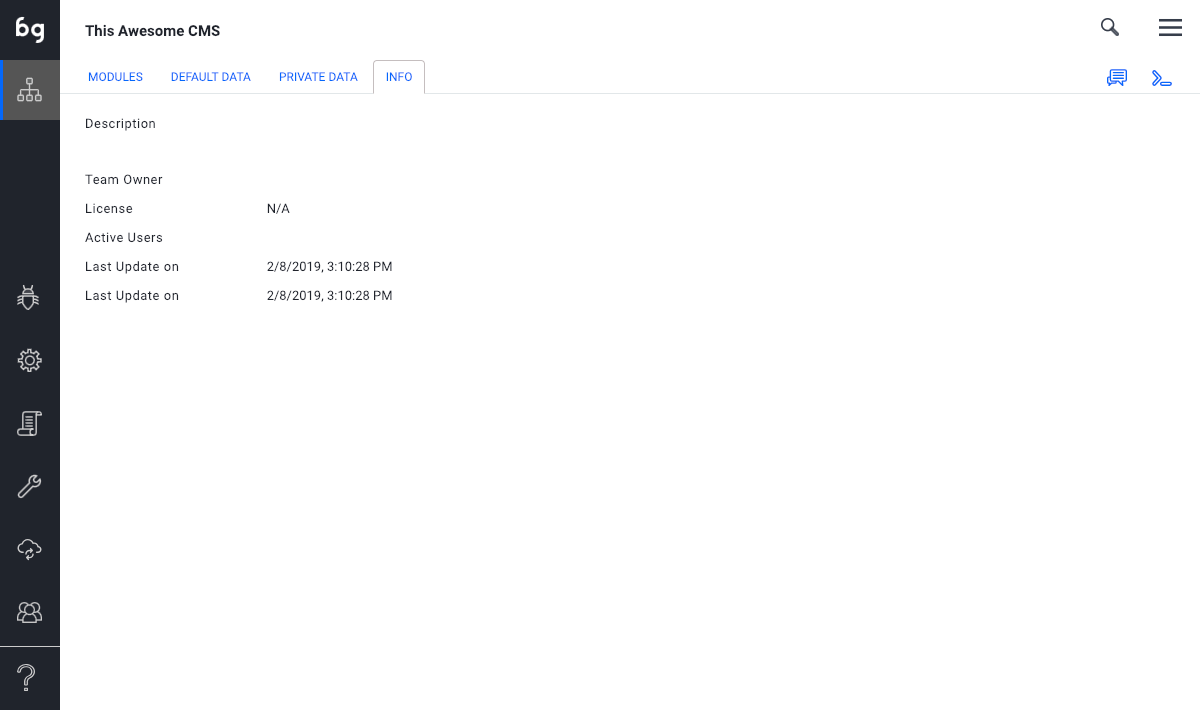 bg
This Awesome CMS
MODULES DEFAULT DATA PRIVATE DATA INFO
Description
Team Owner
License N/A
Active Users
Last Update on 2/8/2019, 3:10:28 PM
Last Update on 2/8/2019, 3:10:28 PM